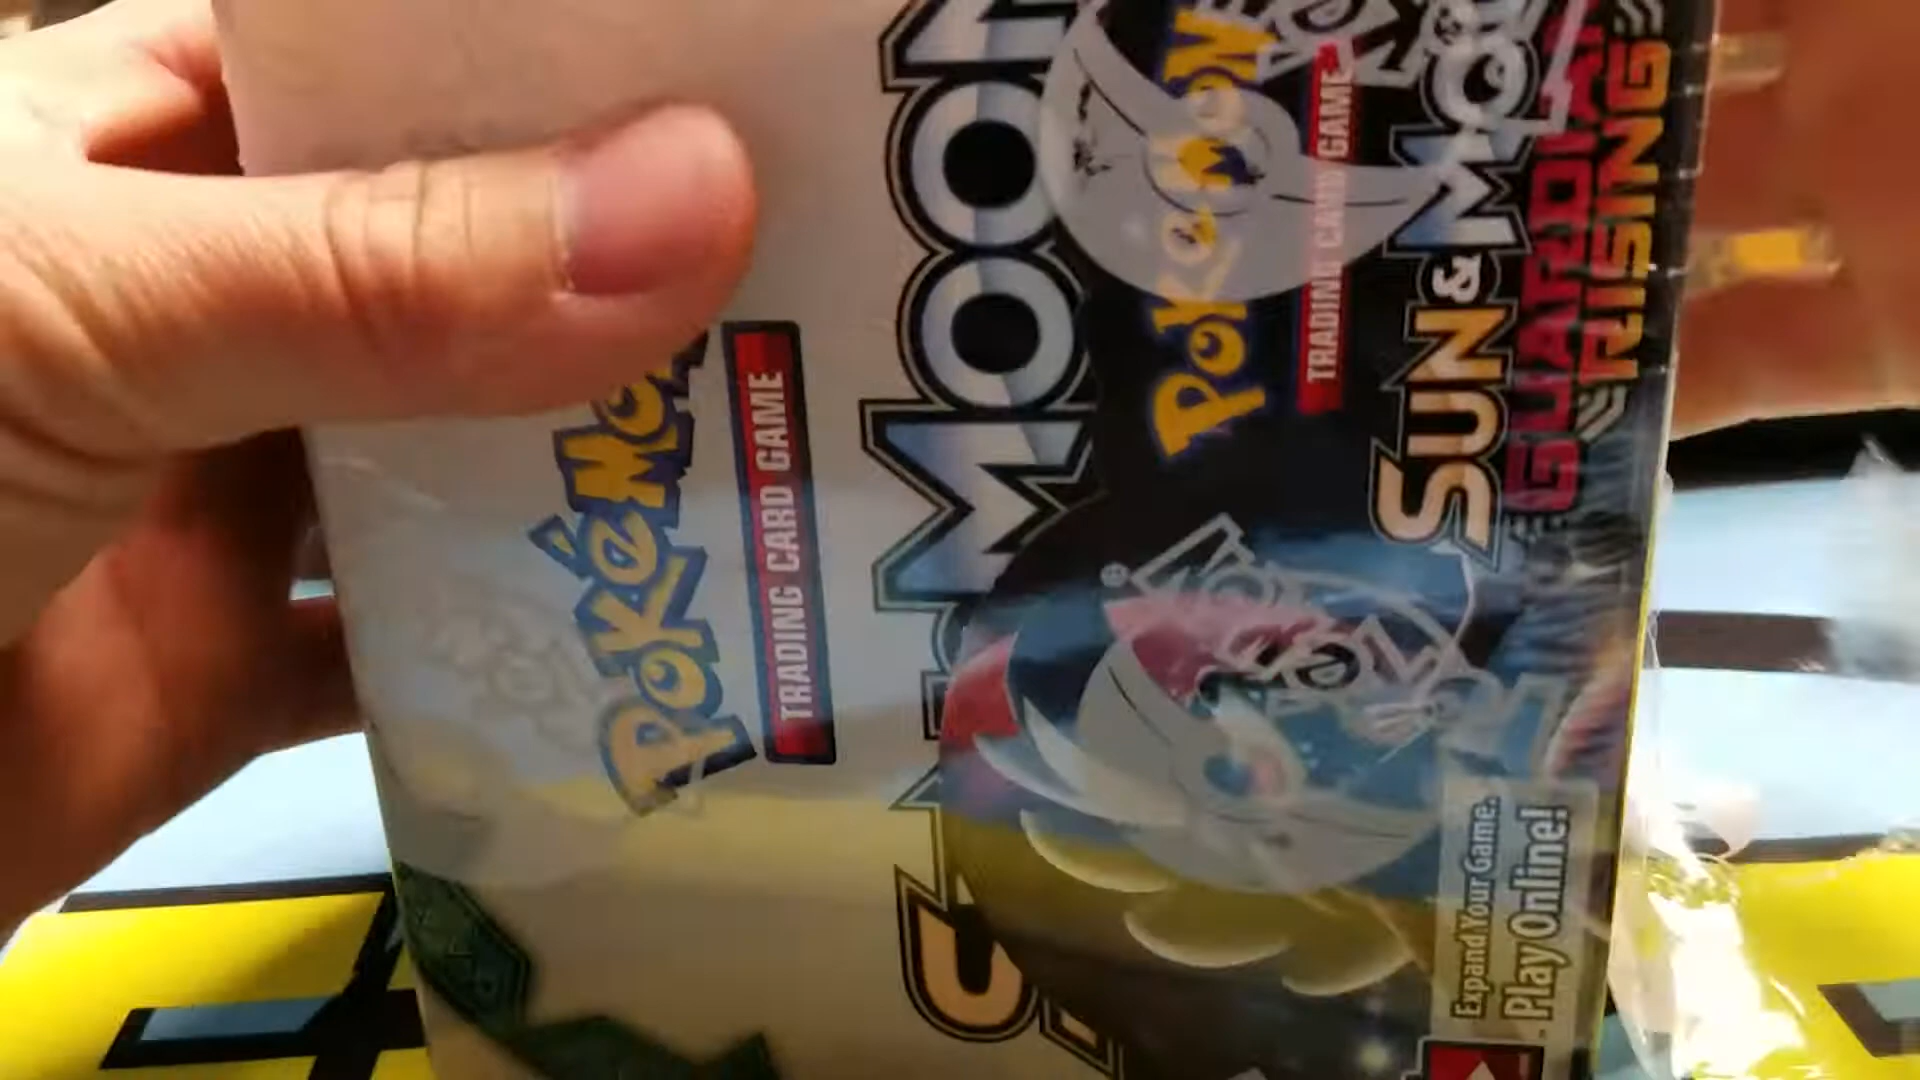 Pokémon
TRADING CARD GAME
MOON
POKÉMON
TRADING CARD GAME
SUN & MOON
GUARDIANS
RISING
Expand Your Game.
Play Online!